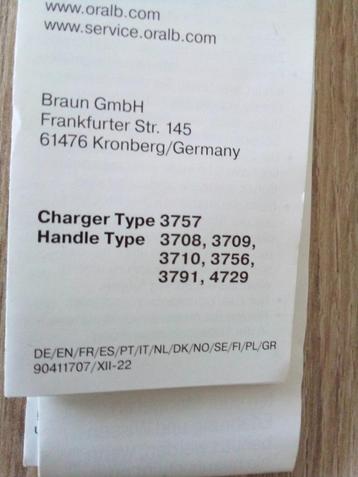 www.oralb.com
www.service.oralb.com
Braun GmbH
Frankfurter Str. 145
61476 Kronberg/Germany
Charger Type 3757
Handle Type 3708, 3709,
3710, 3756,
3791, 4729
DE/EN/FR/ES/PT/IT/NL/DK/NO/SE/FI/PL/GR
90411707/XII-22